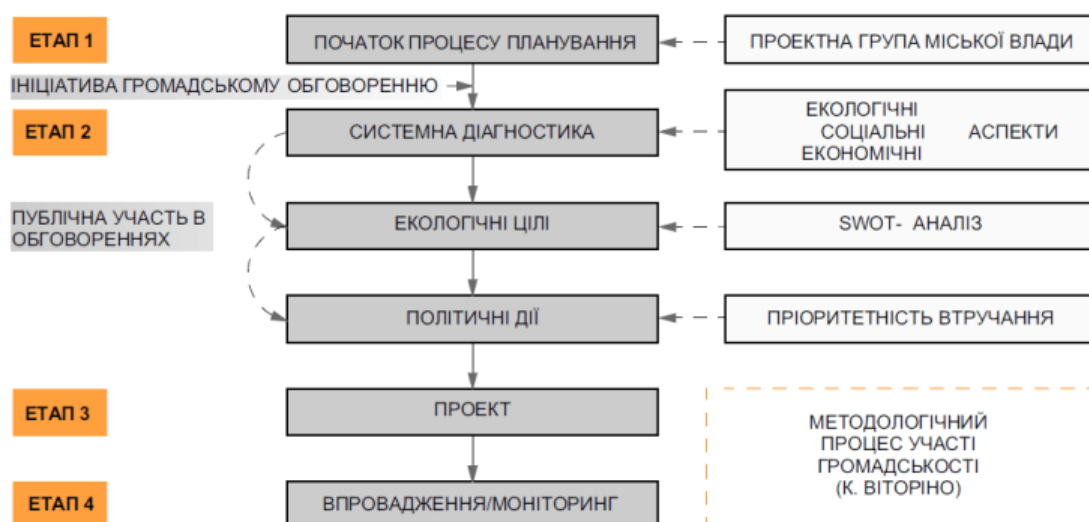 ЕТАП 1
ПОЧАТОК ПРОЦЕСУ ПЛАНУВАННЯ
ПРОЕКТНА ГРУПА МІСЬКОЇ ВЛАДИ
ІНІЦІАТИВА ГРОМАДСЬКОМУ ОБГОВОРЕННЮ
ЕТАП 2
СИСТЕМНА ДІАГНОСТИКА
ЕКОЛОГІЧНІ
СОЦІАЛЬНІ АСПЕКТИ
ЕКОНОМІЧНІ
ПУБЛІЧНА УЧАСТЬ В
ОБГОВОРЕННЯХ
ЕКОЛОГІЧНІ ЦІЛІ
SWOT- АНАЛІЗ
ПОЛІТИЧНІ ДІЇ
ПРІОРИТЕТНІСТЬ ВТРУЧАННЯ
ЕТАП 3
ПРОЕКТ
МЕТОДОЛОГІЧНИЙ
ПРОЦЕС УЧАСТІ
ГРОМАДСЬКОСТІ
(К. ВІТОРІНО)
ЕТАП 4
ВПРОВАДЖЕННЯ/МОНІТОРИНГ